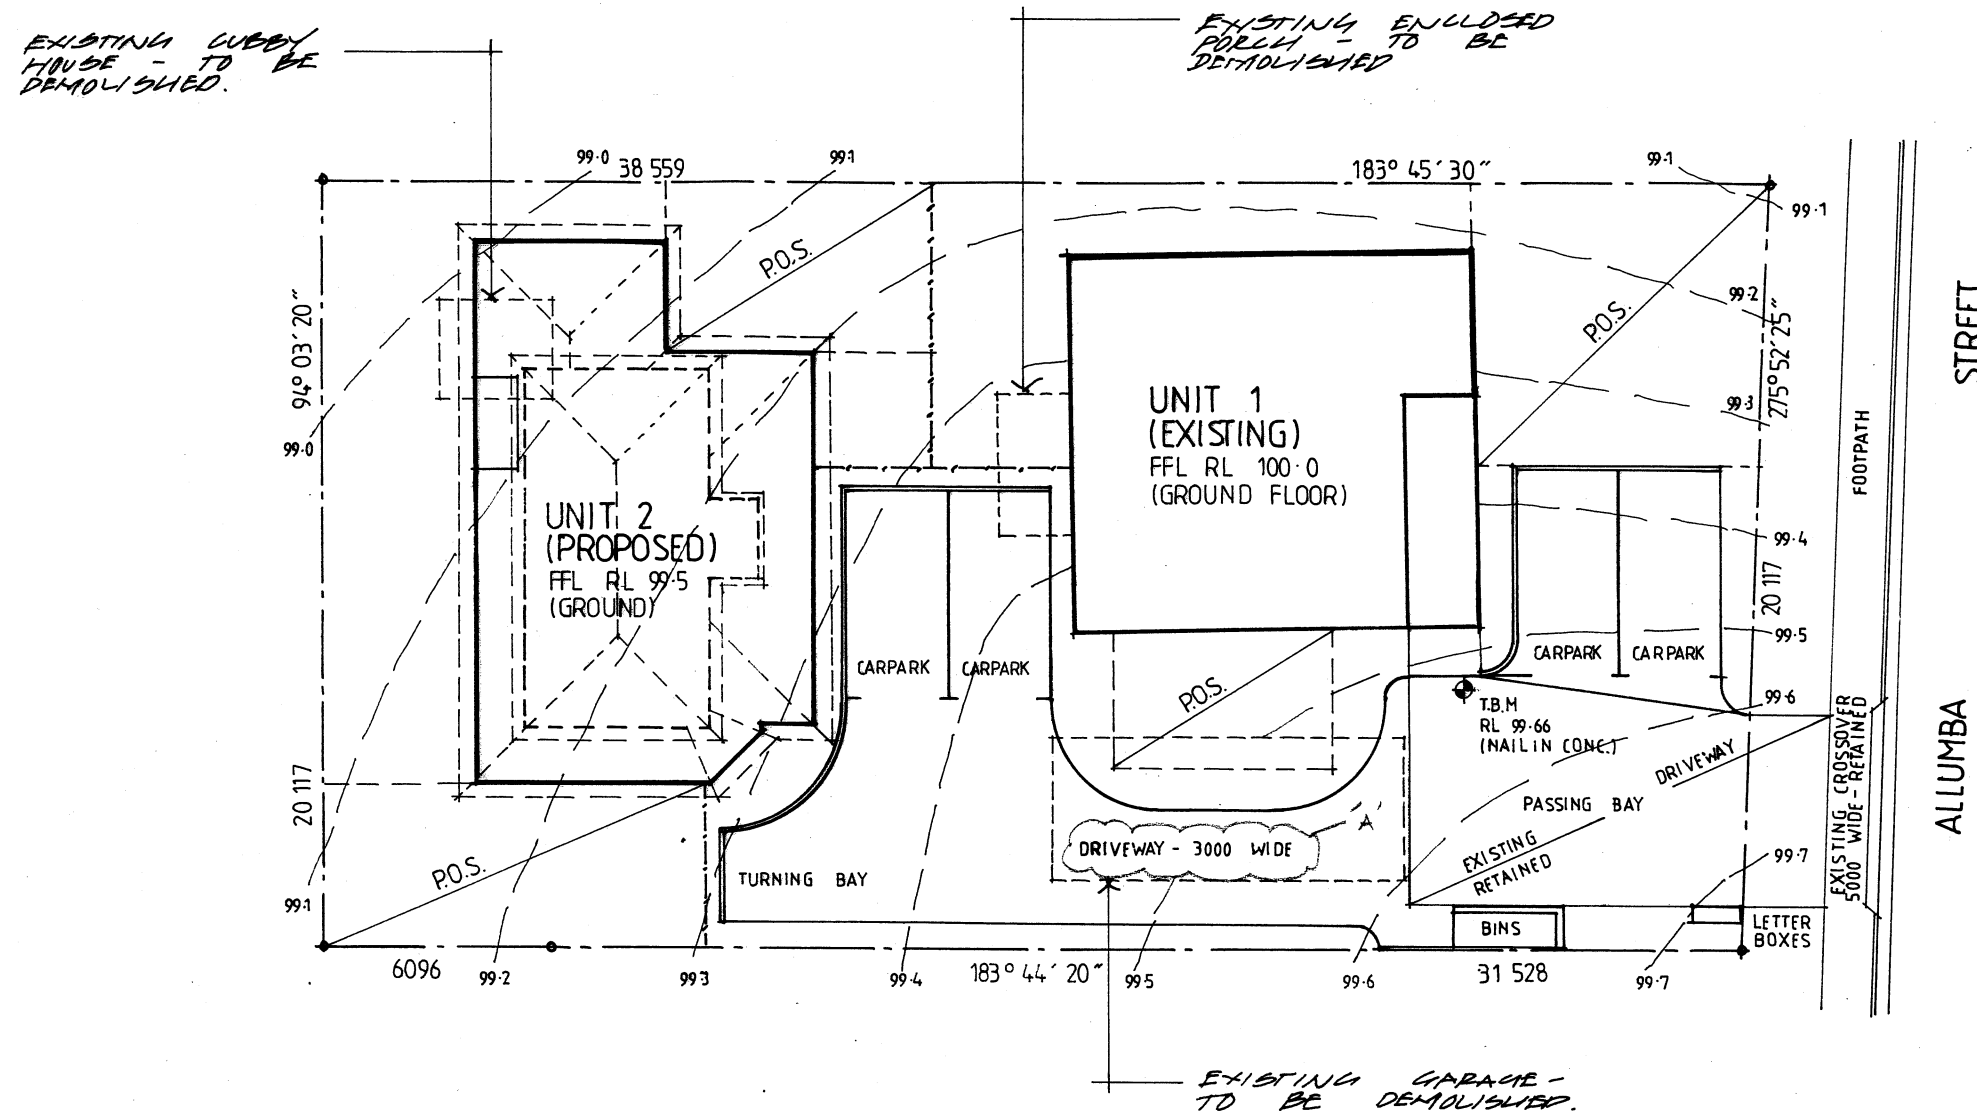 EXISTING CUBBY
HOUSE - TO BE
DEMOLISHED.
EXISTING ENCLOSED
PORCH - TO BE
DEMOLISHED
99.0
38 559
99.1
183° 45' 30"
99.1
99.1
94° 03' 20"
P.O.S.
P.O.S.
99.2
275° 52' 25"
STREET
99.3
99.0
UNIT 1
(EXISTING)
FFL RL 100.0
(GROUND FLOOR)
FOOTPATH
UNIT 2
(PROPOSED)
FFL RL 99.5
(GROUND)
99.4
20 117
99.5
CARPARK
CARPARK
CARPARK
CARPARK
P.O.S.
99.6
T.B.M
RL 99.66
(NAIL IN CONC.)
DRIVEWAY
EXISTING CROSSOVER
5000 WIDE - RETAINED
ALLUMBA
20 117
PASSING BAY
'A'
DRIVEWAY - 3000 WIDE
EXISTING
RETAINED
99.7
P.O.S.
TURNING BAY
99.1
BINS
LETTER
BOXES
6096
99.2
99.3
99.4
183° 44' 20"
99.5
99.6
31 528
99.7
EXISTING GARAGE -
TO BE DEMOLISHED.